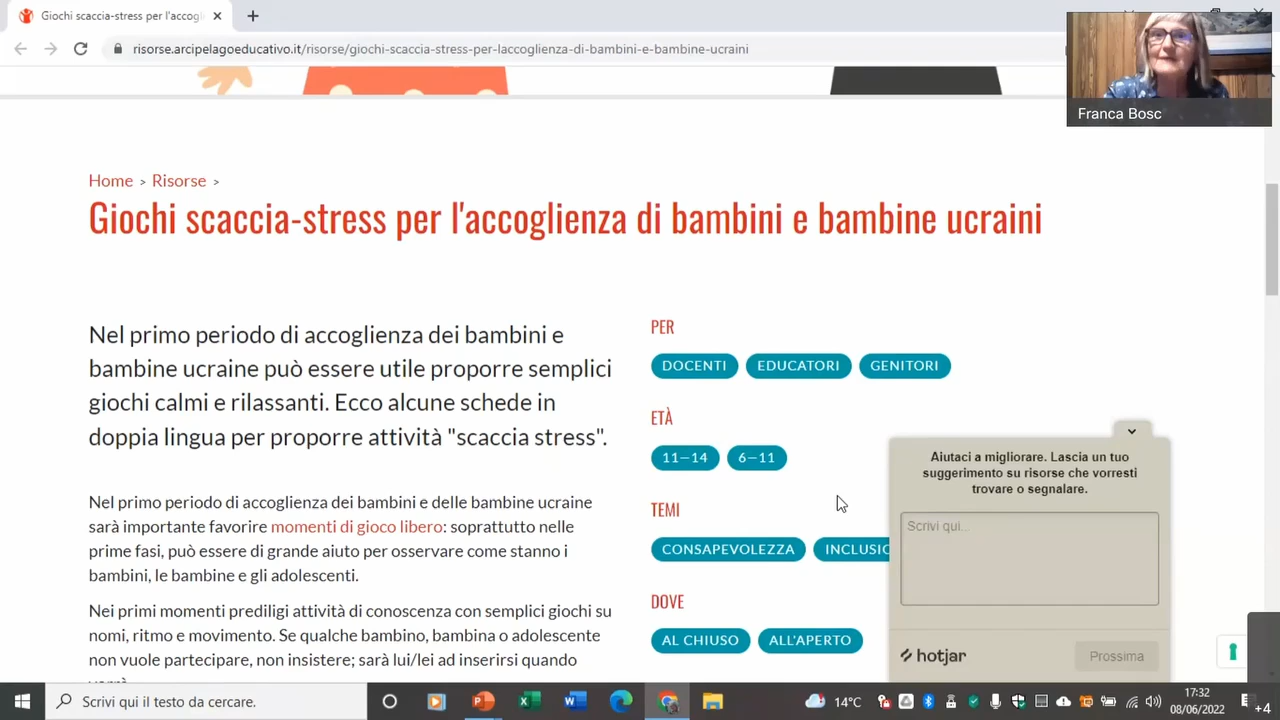 Giochi scaccia-stress per l'accogli
risorse.arcipelagoeducativo.it/risorse/giochi-scaccia-stress-per-laccoglienza-di-bambini-e-bambine-ucraini
Franca Bosc
Home > Risorse >
Giochi scaccia-stress per l'accoglienza di bambini e bambine ucraini
Nel primo periodo di accoglienza dei bambini e
bambine ucraine può essere utile proporre semplici
giochi calmi e rilassanti. Ecco alcune schede in
doppia lingua per proporre attività "scaccia stress".
Nel primo periodo di accoglienza dei bambini e delle bambine ucraine
sarà importante favorire momenti di gioco libero: soprattutto nelle
prime fasi, può essere di grande aiuto per osservare come stanno i
bambini, le bambine e gli adolescenti.
Nei primi momenti prediligi attività di conoscenza con semplici giochi su
nomi, ritmo e movimento. Se qualche bambino, bambina o adolescente
non vuole partecipare, non insistere; sarà lui/lei ad inserirsi quando
PER
DOCENTI EDUCATORI GENITORI
ETÀ
11—14 6—11
TEMI
CONSAPEVOLEZZA INCLUSIO
DOVE
AL CHIUSO ALL'APERTO
Aiutaci a migliorare. Lascia un tuo
suggerimento su risorse che vorresti
trovare o segnalare.
Scrivi qui...
hotjar
Prossima
Scrivi qui il testo da cercare.
14°C
17:32
08/06/2022
+4